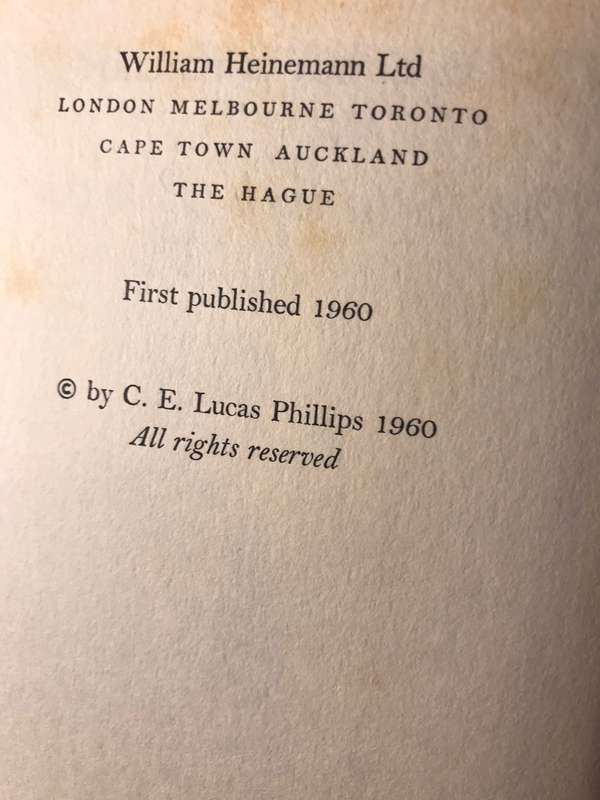 William Heinemann Ltd
LONDON MELBOURNE TORONTO
CAPE TOWN AUCKLAND
THE HAGUE
First published 1960
© by C. E. Lucas Phillips 1960
All rights reserved